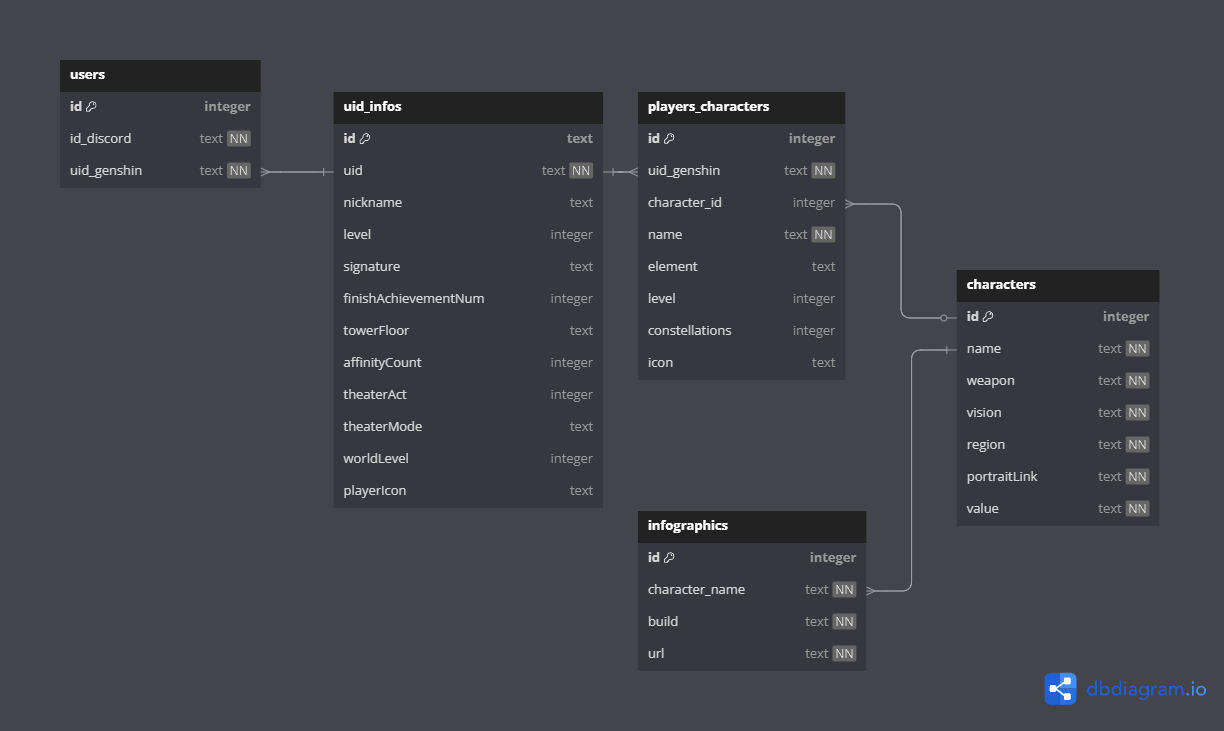 users
id integer
id_discord text NN
uid_genshin text NN
uid_infos
id text
uid text NN
nickname text
level integer
signature text
finishAchievementNum integer
towerFloor text
affinityCount integer
theaterAct integer
theaterMode text
worldLevel integer
playerIcon text
players_characters
id integer
uid_genshin text NN
character_id integer
name text NN
element text
level integer
constellations integer
icon text
characters
id integer
name text NN
weapon text NN
vision text NN
region text NN
portraitLink text NN
value text NN
infographics
id integer
character_name text NN
build text NN
url text NN
dbdiagram.io